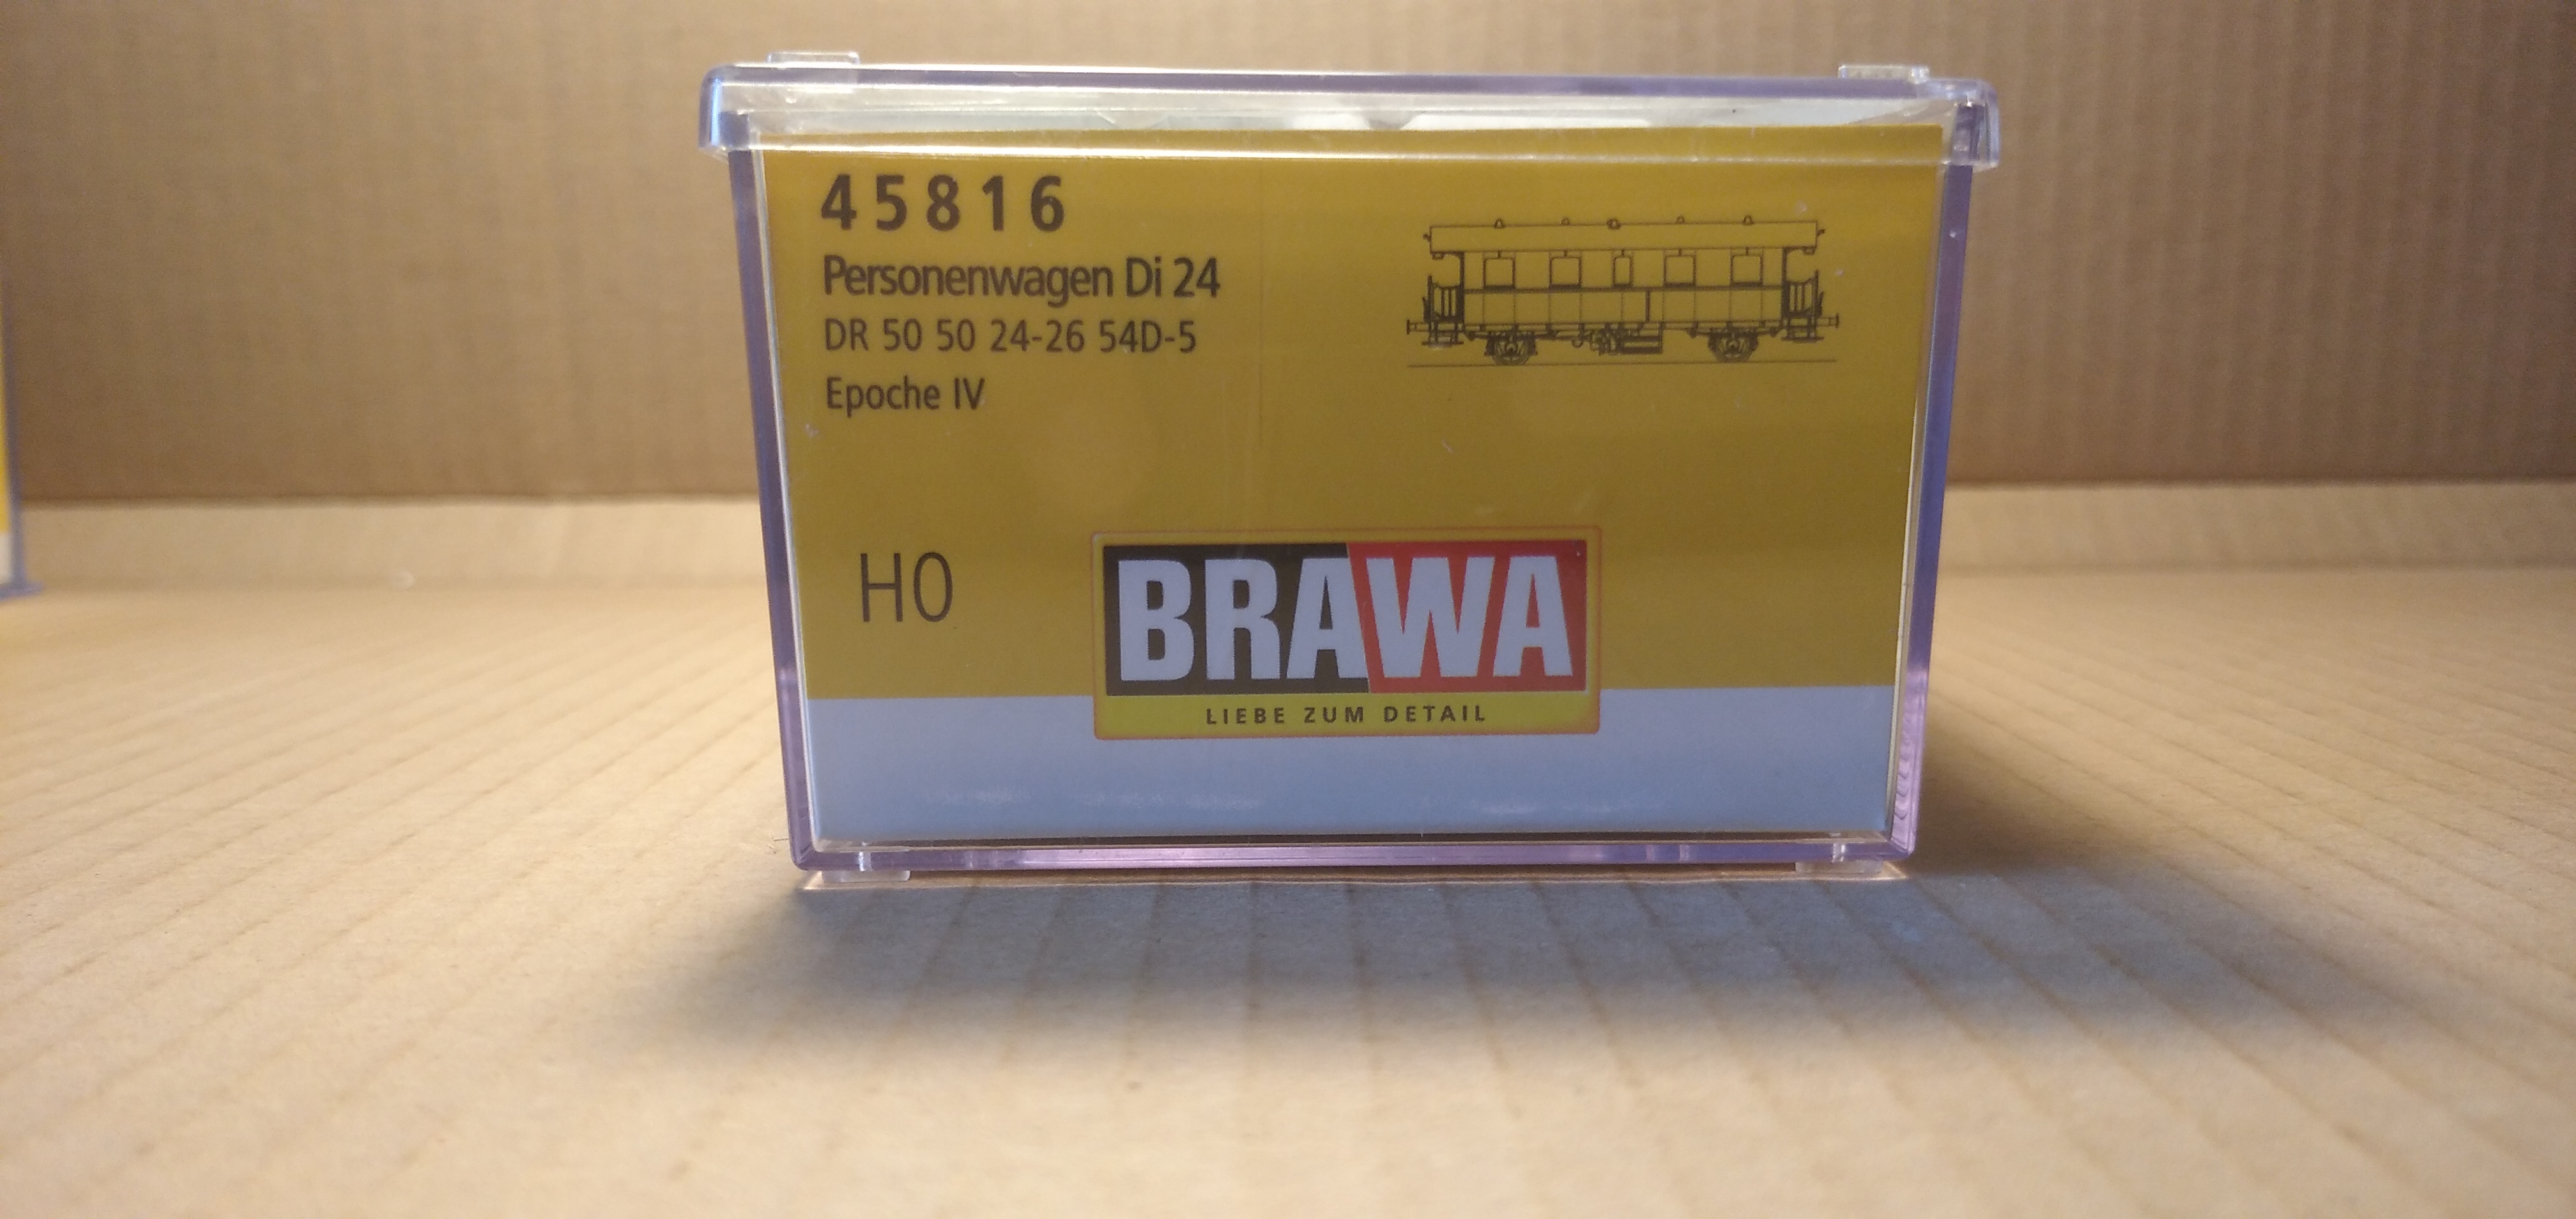 45816
Personenwagen Di 24
DR 50 50 24-26 54D-5
Epoche IV
H0
BRAWA
LIEBE ZUM DETAIL